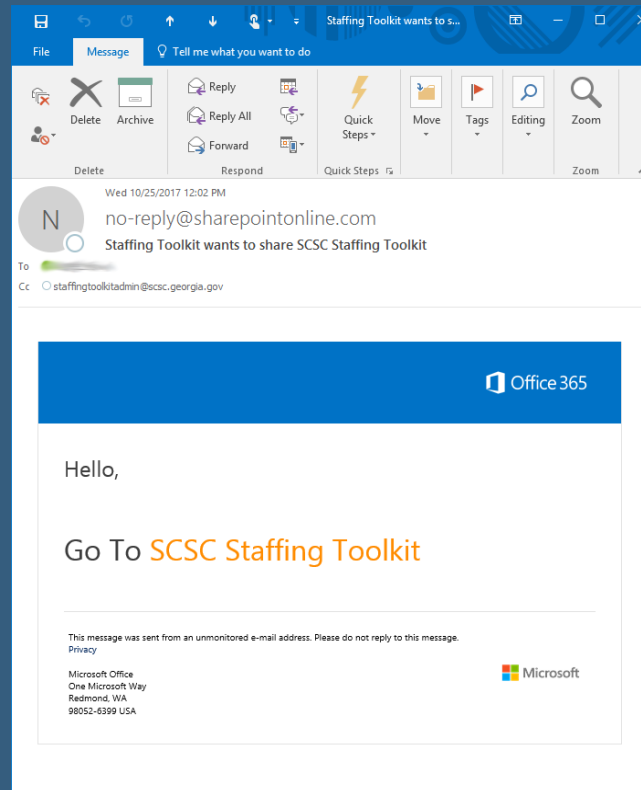 Staffing Toolkit wants to s...
File
Message
Tell me what you want to do
Delete
Archive
Reply
Reply All
Forward
Quick
Steps
Move
Tags
Editing
Zoom
Delete
Respond
Quick Steps
Zoom
Wed 10/25/2017 12:02 PM
N
no-reply@sharepointonline.com
Staffing Toolkit wants to share SCSC Staffing Toolkit
To
Cc staffingtoolkitadmin@scsc.georgia.gov
Office 365
Hello,
Go To SCSC Staffing Toolkit
This message was sent from an unmonitored e-mail address. Please do not reply to this message.
Privacy
Microsoft Office
One Microsoft Way
Redmond, WA
98052-6399 USA
Microsoft